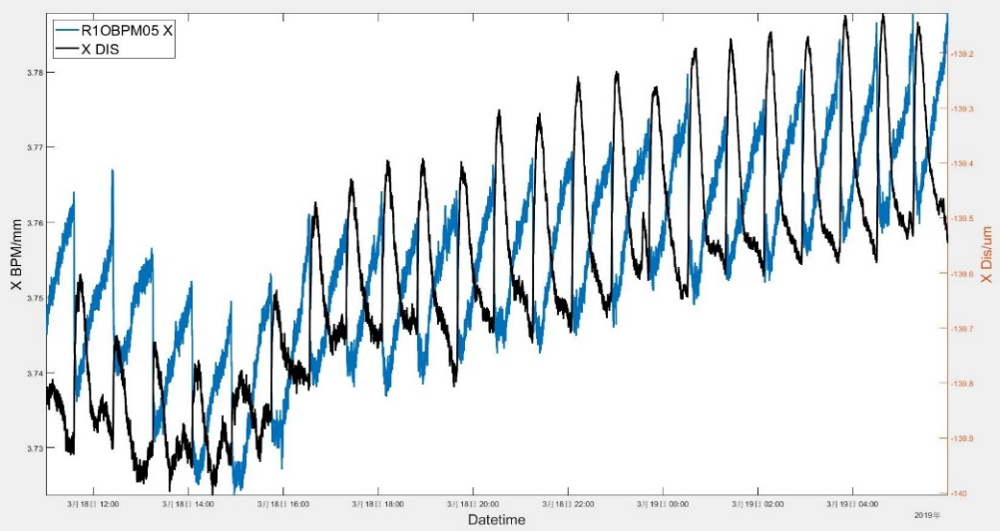 R1OBPM05 X
X DIS
X BPM/mm
3.78
3.77
3.76
3.75
3.74
3.73
-139.2
-139.3
-139.4
-139.5
-139.6
-139.7
-139.8
-139.9
-140
X Dis/um
3月18日 12:00
3月18日 14:00
3月18日 16:00
3月18日 18:00
3月18日 20:00
3月18日 22:00
3月19日 00:00
3月19日 02:00
3月19日 04:00
Datetime
2019年